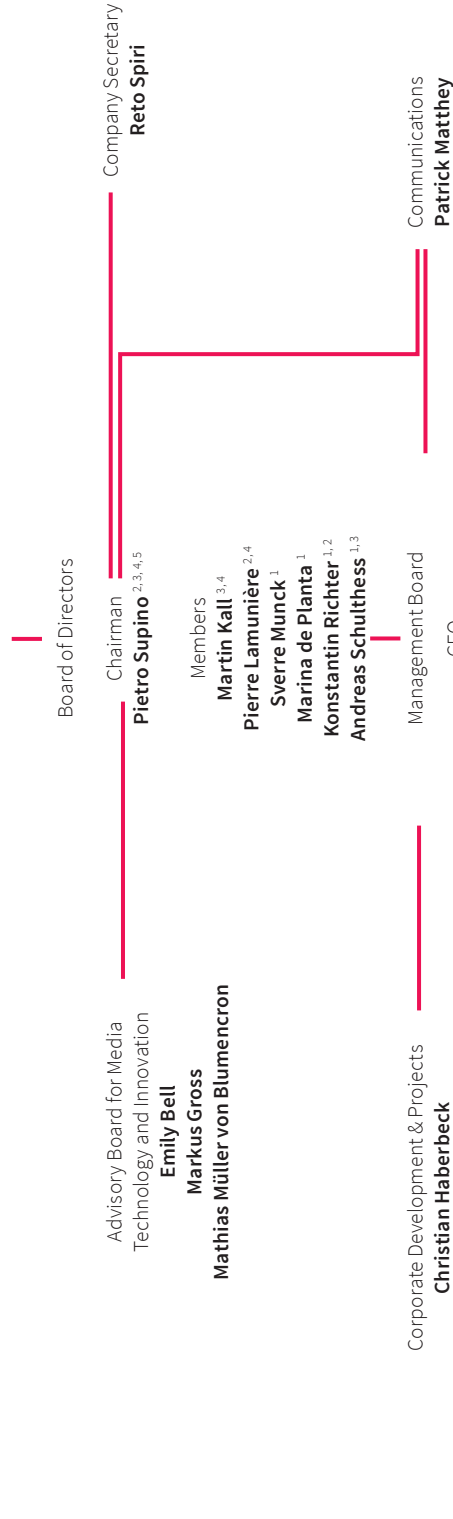 Board of Directors
Advisory Board for Media
Technology and Innovation
Emily Bell
Markus Gross
Mathias Müller von Blumencron
Chairman
Pietro Supino 2, 3, 4, 5
Company Secretary
Reto Spiri
Members
Martin Kall 3, 4
Pierre Lamunière 2, 4
Sverre Munck 1
Marina de Planta 1
Konstantin Richter 1, 2
Andreas Schulthess 1, 3
Corporate Development & Projects
Christian Haberbeck
Management Board
Communications
Patrick Matthey